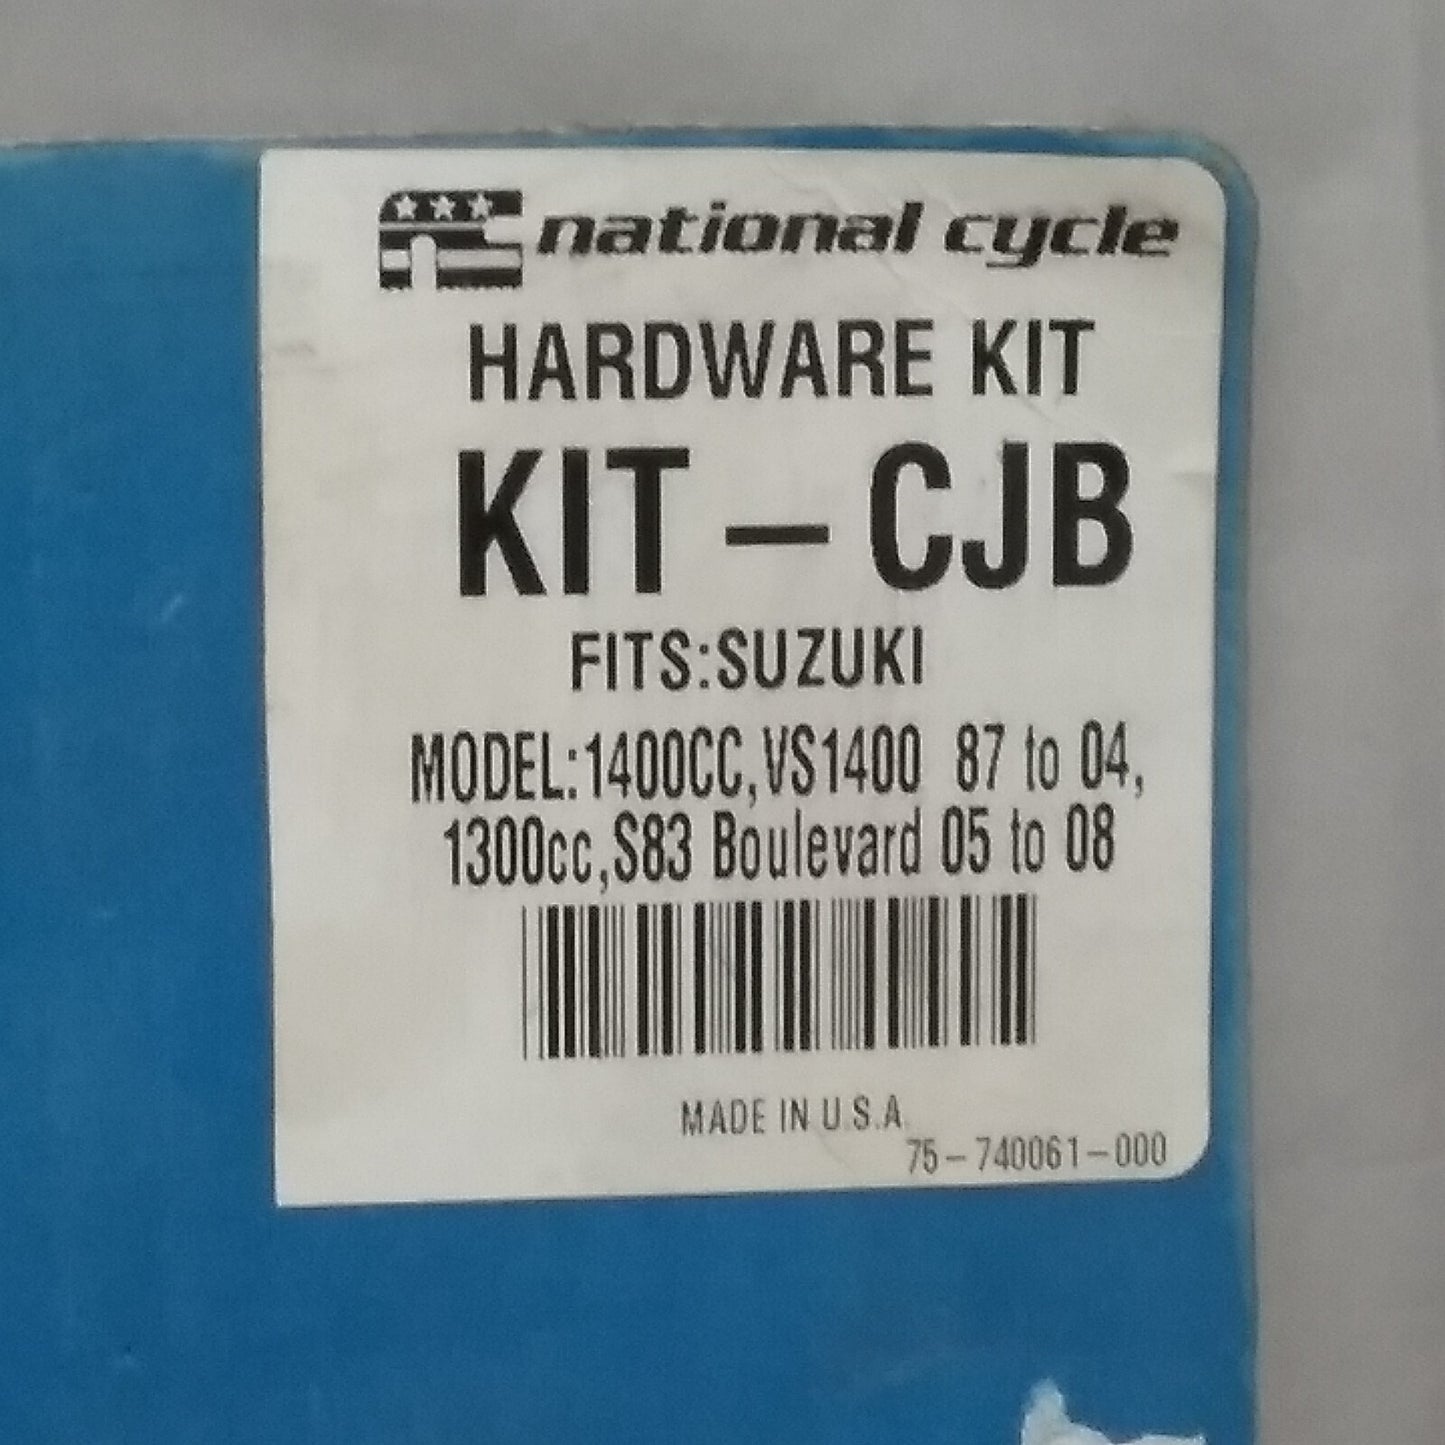 national cycle
HARDWARE KIT
KIT – CJB
FITS:SUZUKI
MODEL:1400CC,VS1400 87 to 04,
1300cc,S83 Boulevard 05 to 08
MADE IN U.S.A.
75-740061-000